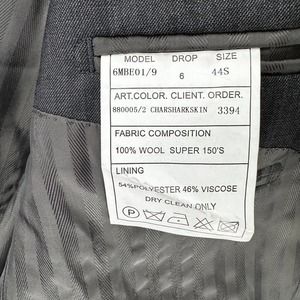 MODEL DROP SIZE
6MBE01/9 6 44S
ART.COLOR. CLIENT. ORDER.
880005/2 CHARSHARKSKIN 3394
FABRIC COMPOSITION
100% WOOL SUPER 150'S
LINING
54%POLYESTER 46% VISCOSE
DRY CLEAN ONLY
P